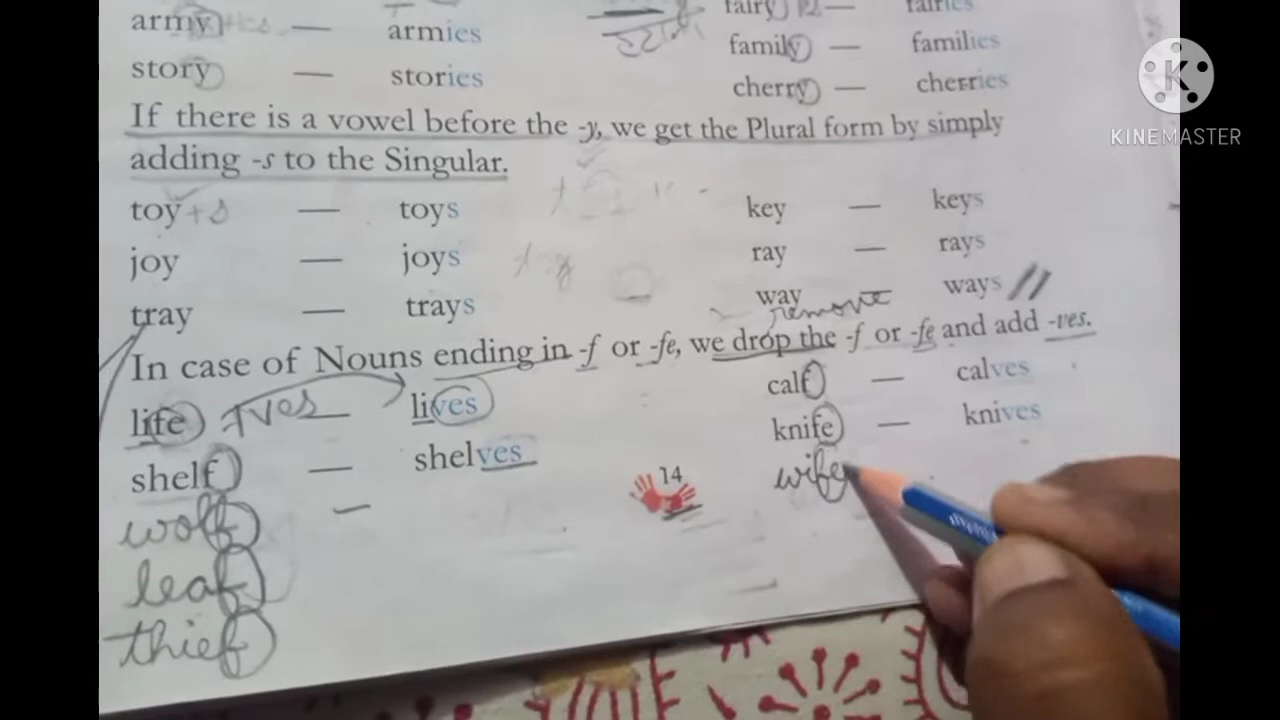 army — armies fairy — fairies
family — families
story — stories cherry — cherries
If there is a vowel before the -y, we get the Plural form by simply
adding -s to the Singular.
toy +s — toys key — keys
joy — joys ray — rays
tray — trays way — ways
remove
In case of Nouns ending in -f or -fe, we drop the -f or -fe and add -ves.
life +ves — lives calf — calves
shelf — shelves knife — knives
14
wolf — wife
leaf
thief
KINEMASTER